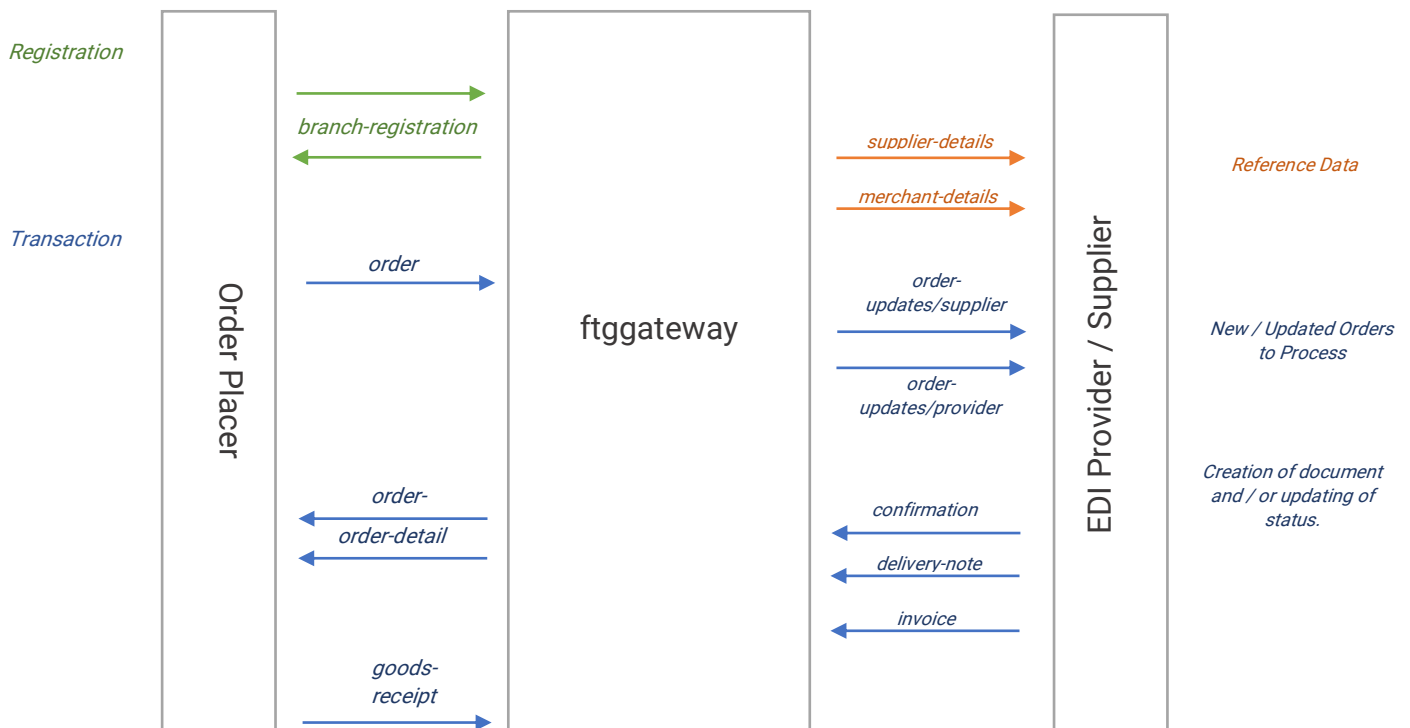 Registration
branch-registration
supplier-details
Reference Data
merchant-details
Transaction
order
Order Placer
ftggateway
EDI Provider / Supplier
order-
updates/supplier
New / Updated Orders
to Process
order-
updates/provider
order-
order-detail
confirmation
delivery-note
invoice
Creation of document
and / or updating of
status.
goods-
receipt